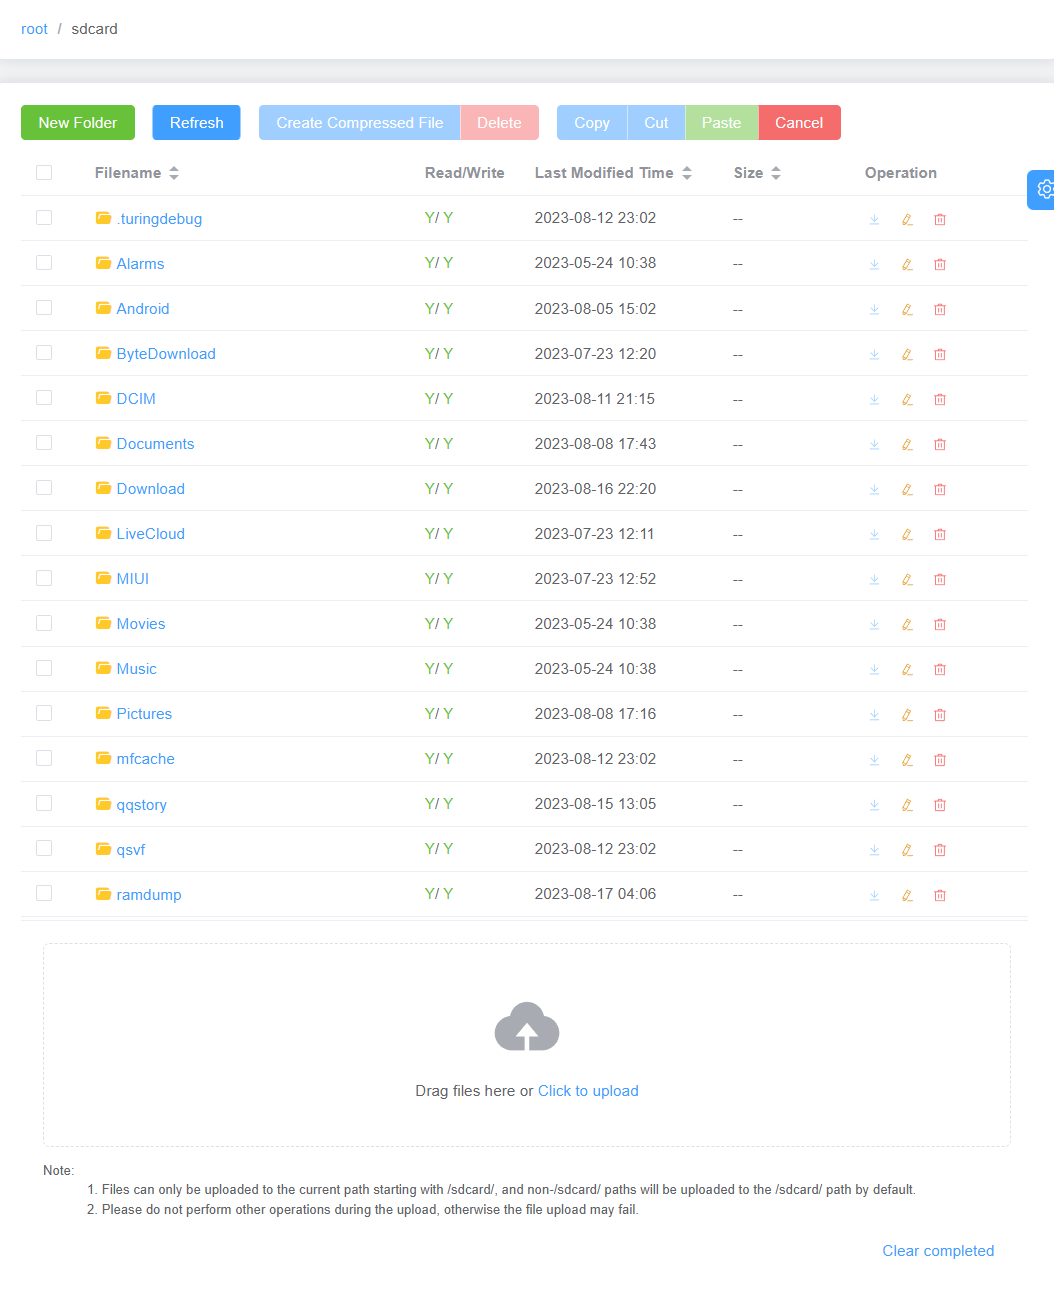 root / sdcard
New Folder Refresh Create Compressed File Delete Copy Cut Paste Cancel
Filename Read/Write Last Modified Time Size Operation
.turingdebug Y/ Y 2023-08-12 23:02 --
Alarms Y/ Y 2023-05-24 10:38 --
Android Y/ Y 2023-08-05 15:02 --
ByteDownload Y/ Y 2023-07-23 12:20 --
DCIM Y/ Y 2023-08-11 21:15 --
Documents Y/ Y 2023-08-08 17:43 --
Download Y/ Y 2023-08-16 22:20 --
LiveCloud Y/ Y 2023-07-23 12:11 --
MIUI Y/ Y 2023-07-23 12:52 --
Movies Y/ Y 2023-05-24 10:38 --
Music Y/ Y 2023-05-24 10:38 --
Pictures Y/ Y 2023-08-08 17:16 --
mfcache Y/ Y 2023-08-12 23:02 --
qqstory Y/ Y 2023-08-15 13:05 --
qsvf Y/ Y 2023-08-12 23:02 --
ramdump Y/ Y 2023-08-17 04:06 --
Drag files here or Click to upload
Note:
1. Files can only be uploaded to the current path starting with /sdcard/, and non-/sdcard/ paths will be uploaded to the /sdcard/ path by default.
2. Please do not perform other operations during the upload, otherwise the file upload may fail.
Clear completed